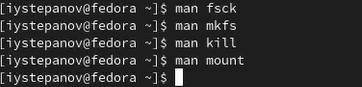 [iystepanov@fedora ~]$ man fsck
[iystepanov@fedora ~]$ man mkfs
[iystepanov@fedora ~]$ man kill
[iystepanov@fedora ~]$ man mount
[iystepanov@fedora ~]$